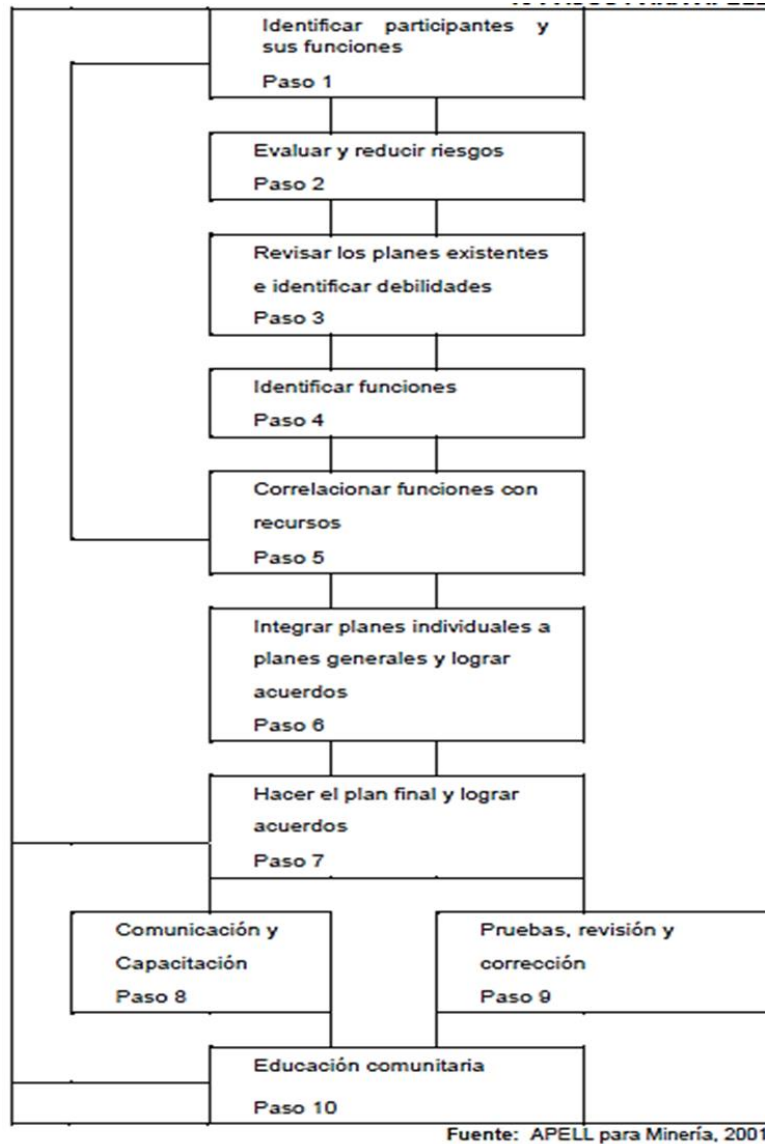 Identificar participantes y
sus funciones
Paso 1
Evaluar y reducir riesgos
Paso 2
Revisar los planes existentes
e identificar debilidades
Paso 3
Identificar funciones
Paso 4
Correlacionar funciones con
recursos
Paso 5
Integrar planes individuales a
planes generales y lograr
acuerdos
Paso 6
Hacer el plan final y lograr
acuerdos
Paso 7
Comunicación y
Capacitación
Paso 8
Pruebas, revisión y
corrección
Paso 9
Educación comunitaria
Paso 10
Fuente: APELL para Minería, 2001